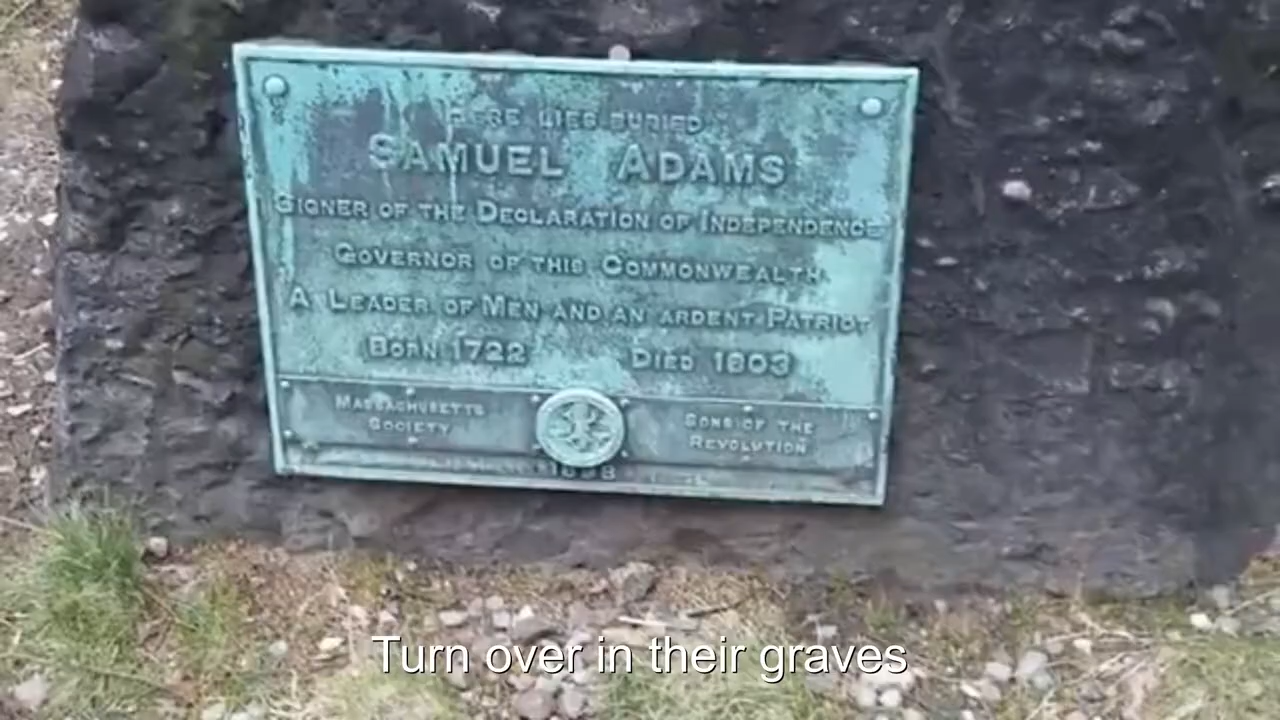 HERE LIES BURIED
SAMUEL ADAMS
SIGNER OF THE DECLARATION OF INDEPENDENCE
GOVERNOR OF THIS COMMONWEALTH
A LEADER OF MEN AND AN ARDENT PATRIOT
BORN 1722 DIED 1803
MASSACHUSETTS
SOCIETY
SONS OF THE
REVOLUTION
1898
Turn over in their graves